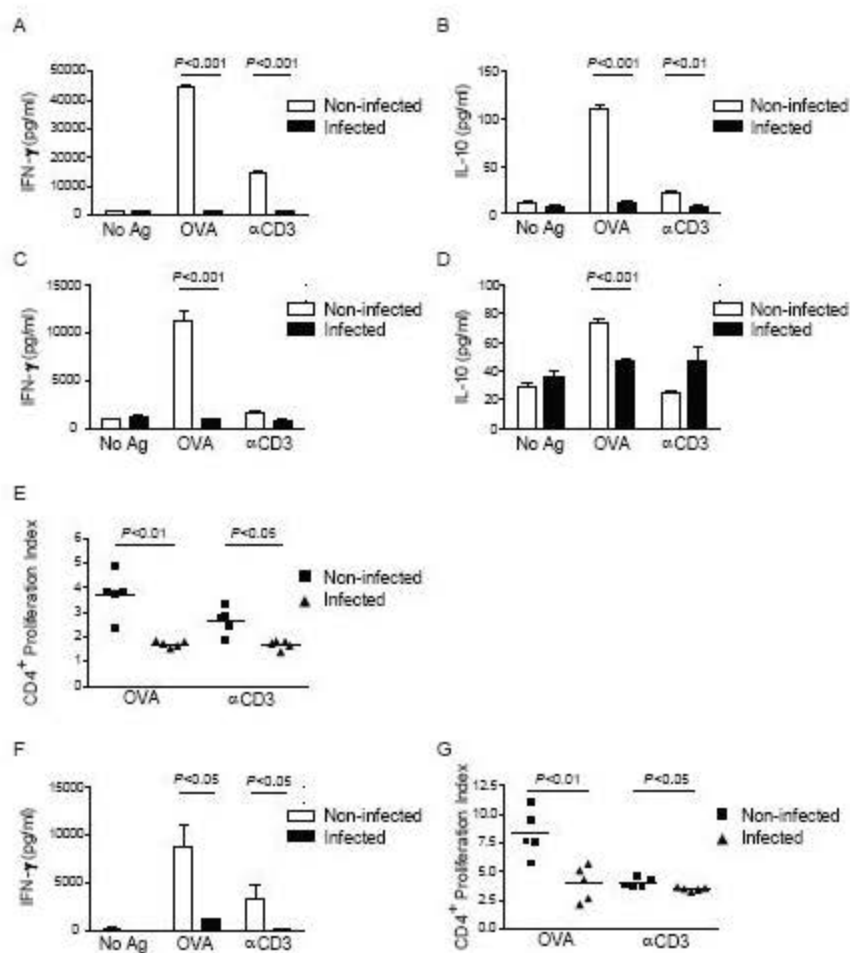 A
P<0.001 P<0.001
IFN-γ (pg/ml)
50000
40000
30000
20000
10000
0
No Ag OVA αCD3
Non-infected
Infected
B
P<0.001 P<0.01
IL-10 (pg/ml)
150
100
50
0
No Ag OVA αCD3
Non-infected
Infected
C
P<0.001
IFN-γ (pg/ml)
15000
10000
5000
0
No Ag OVA αCD3
Non-infected
Infected
D
P<0.001
IL-10 (pg/ml)
100
80
60
40
20
0
No Ag OVA αCD3
Non-infected
Infected
E
P<0.01 P<0.05
CD4+ Proliferation Index
6
5
4
3
2
1
0
OVA αCD3
Non-infected
Infected
F
P<0.05 P<0.05
IFN-γ (pg/ml)
15000
10000
5000
0
No Ag OVA αCD3
Non-infected
Infected
G
P<0.01 P<0.05
CD4+ Proliferation Index
12.5
10.0
7.5
5.0
2.5
0.0
OVA αCD3
Non-infected
Infected